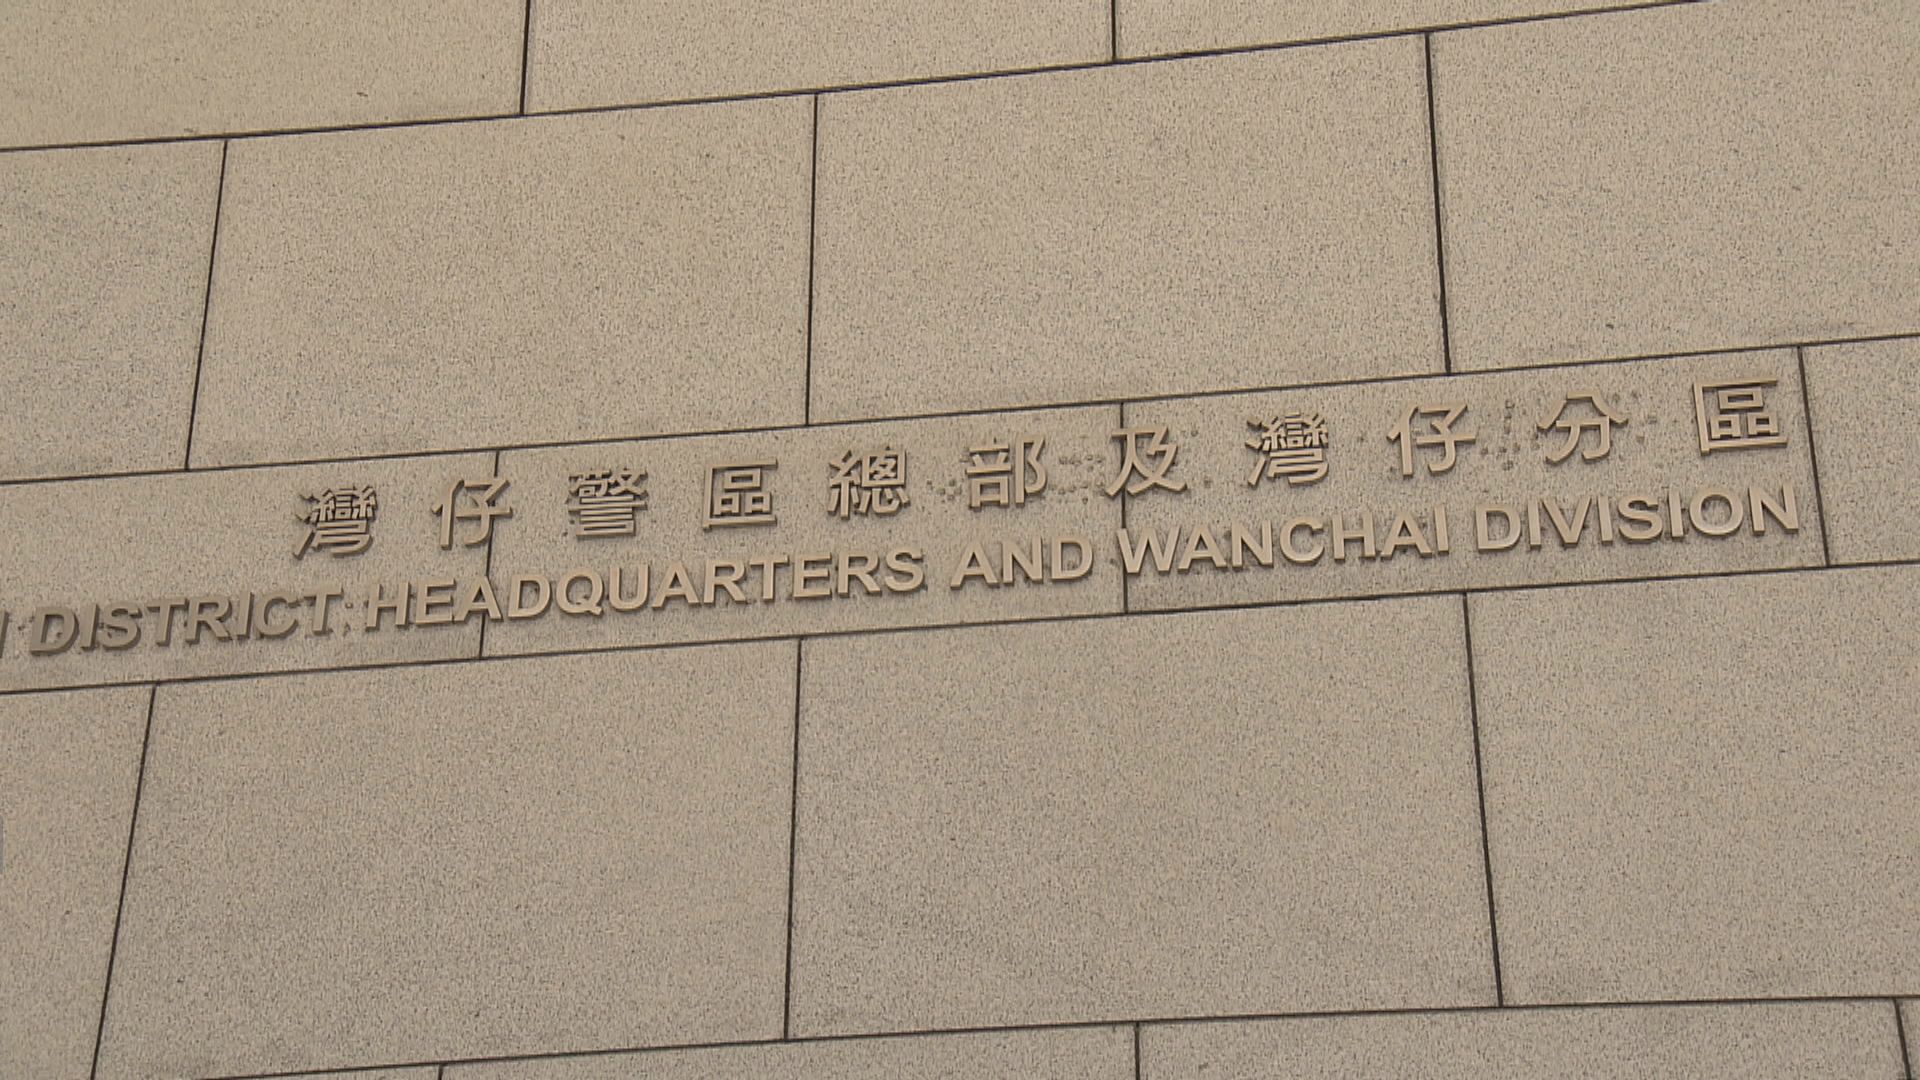 灣仔警區總部及灣仔分區
DISTRICT HEADQUARTERS AND WANCHAI DIVISION